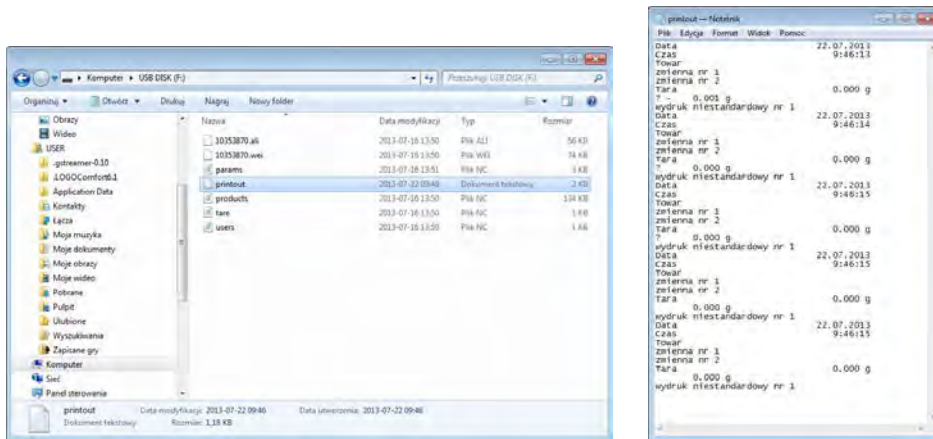 Komputer ▸ USB DISK (F:)
Przeszukaj: USB DISK (F:)
Organizuj
Otwórz
Drukuj
Nagraj
Nowy folder
Obrazy
Wideo
USER
.gstreamer-0.10
.LOGOComfort6.1
Application Data
Kontakty
Łącza
Moja muzyka
Moje dokumenty
Moje obrazy
Moje wideo
Pobrane
Pulpit
Ulubione
Wyszukiwania
Zapisane gry
Komputer
Sieć
Panel sterowania
Nazwa Data modyfikacji Typ Rozmiar
10353870.ali 2013-07-16 13:50 Plik ALI 56 KB
10353870.wei 2013-07-16 13:50 Plik WEI 74 KB
params 2013-07-16 13:51 Plik NC 3 KB
printout 2013-07-22 09:46 Dokument tekstowy 2 KB
products 2013-07-16 13:50 Plik NC 134 KB
tare 2013-07-16 13:50 Plik NC 1 KB
users 2013-07-16 13:50 Plik NC 1 KB
printout Data modyfikacji: 2013-07-22 09:46 Data utworzenia: 2013-07-22 09:46
Dokument tekstowy Rozmiar: 1,18 KB
printout — Notatnik
Plik Edycja Format Widok Pomoc
Data 22.07.2013
Czas 9:46:13
Towar
zmienna nr 1
zmienna nr 2
Tara 0.000 g
? - 0.001 g
wydruk niestandardowy nr 1
Data 22.07.2013
Czas 9:46:14
Towar
zmienna nr 1
zmienna nr 2
Tara 0.000 g
? 0.000 g
wydruk niestandardowy nr 1
Data 22.07.2013
Czas 9:46:15
Towar
zmienna nr 1
zmienna nr 2
Tara 0.000 g
? 0.000 g
wydruk niestandardowy nr 1
Data 22.07.2013
Czas 9:46:15
Towar
zmienna nr 1
zmienna nr 2
Tara 0.000 g
0.000 g
wydruk niestandardowy nr 1
Data 22.07.2013
Czas 9:46:15
Towar
zmienna nr 1
zmienna nr 2
Tara 0.000 g
0.000 g
wydruk niestandardowy nr 1